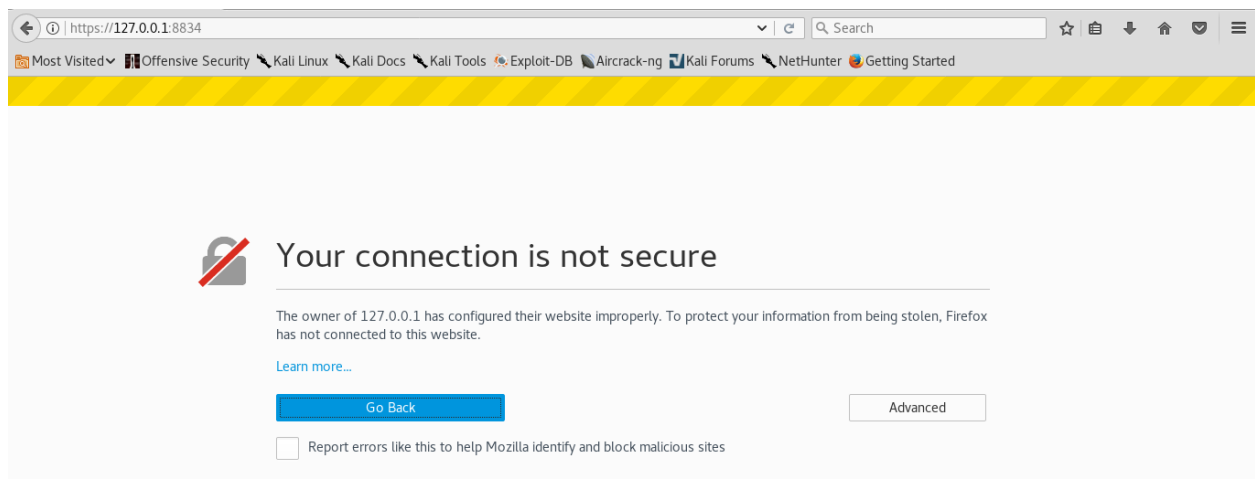 https://127.0.0.1:8834 Search
Most Visited Offensive Security Kali Linux Kali Docs Kali Tools Exploit-DB Aircrack-ng Kali Forums NetHunter Getting Started
Your connection is not secure
The owner of 127.0.0.1 has configured their website improperly. To protect your information from being stolen, Firefox
has not connected to this website.
Learn more...
Go Back Advanced
Report errors like this to help Mozilla identify and block malicious sites